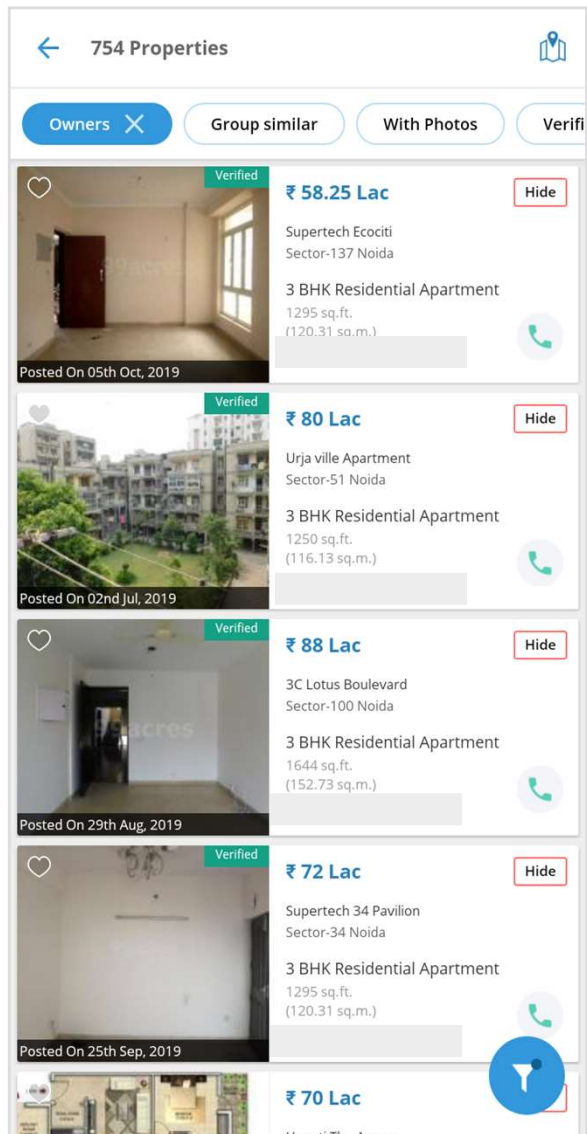 754 Properties
Owners
Group similar
With Photos
Verifi
Verified
₹ 58.25 Lac
Hide
Supertech Ecociti
Sector-137 Noida
3 BHK Residential Apartment
1295 sq.ft.
(120.31 sq.m.)
99acres
Posted On 05th Oct, 2019
Verified
₹ 80 Lac
Hide
Urja ville Apartment
Sector-51 Noida
3 BHK Residential Apartment
1250 sq.ft.
(116.13 sq.m.)
Posted On 02nd Jul, 2019
Verified
₹ 88 Lac
Hide
3C Lotus Boulevard
Sector-100 Noida
3 BHK Residential Apartment
1644 sq.ft.
(152.73 sq.m.)
99acres
Posted On 29th Aug, 2019
Verified
₹ 72 Lac
Hide
Supertech 34 Pavilion
Sector-34 Noida
3 BHK Residential Apartment
1295 sq.ft.
(120.31 sq.m.)
Posted On 25th Sep, 2019
₹ 70 Lac